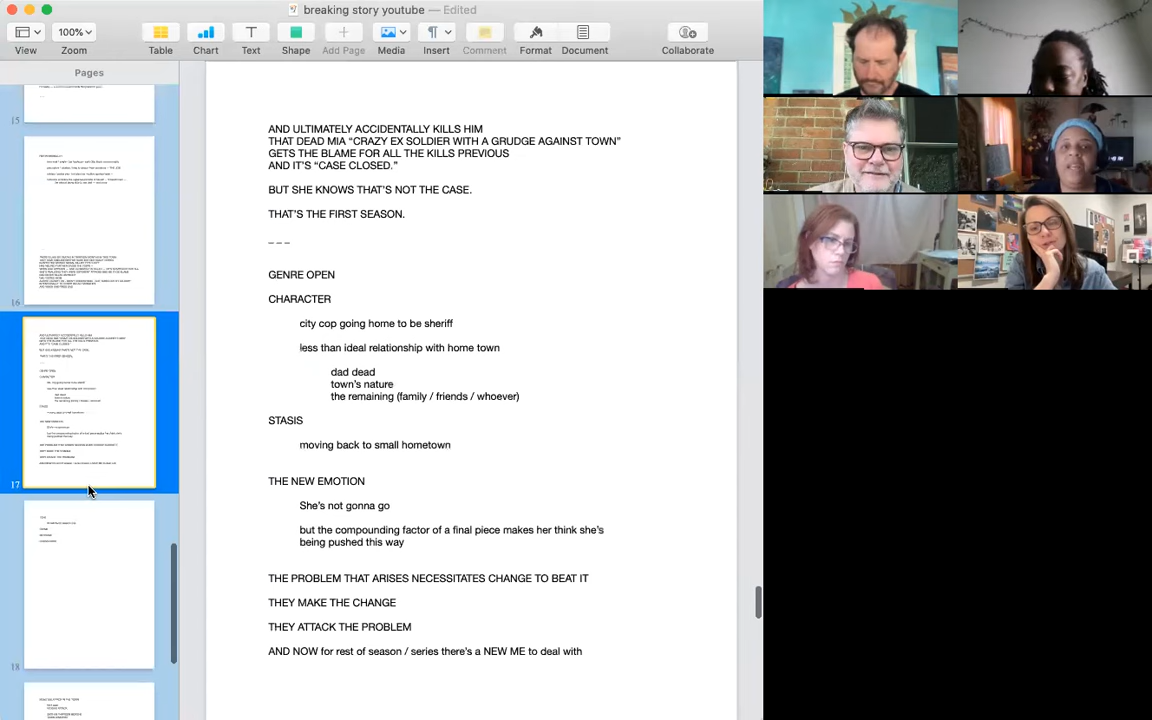 breaking story youtube — Edited
View
100%
Zoom
Table
Chart
Text
Shape
Add Page
Media
Insert
Comment
Format
Document
Collaborate
Pages
15
16
17
18
AND ULTIMATELY ACCIDENTALLY KILLS HIM
THAT DEAD MIA “CRAZY EX SOLDIER WITH A GRUDGE AGAINST TOWN”
GETS THE BLAME FOR ALL THE KILLS PREVIOUS
AND IT’S “CASE CLOSED.”
BUT SHE KNOWS THAT’S NOT THE CASE.
THAT’S THE FIRST SEASON.
– – –
GENRE OPEN
CHARACTER
city cop going home to be sheriff
less than ideal relationship with home town
dad dead
town’s nature
the remaining (family / friends / whoever)
STASIS
moving back to small hometown
THE NEW EMOTION
She’s not gonna go
but the compounding factor of a final piece makes her think she’s
being pushed this way
THE PROBLEM THAT ARISES NECESSITATES CHANGE TO BEAT IT
THEY MAKE THE CHANGE
THEY ATTACK THE PROBLEM
AND NOW for rest of season / series there’s a NEW ME to deal with